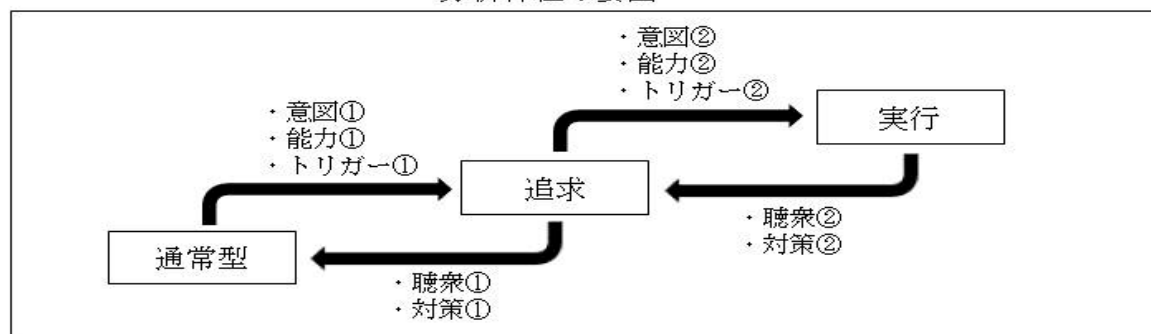 ・意図②
・能力②
・トリガー②
実行
・意図①
・能力①
・トリガー①
追求
・聴衆②
・対策②
通常型
・聴衆①
・対策①